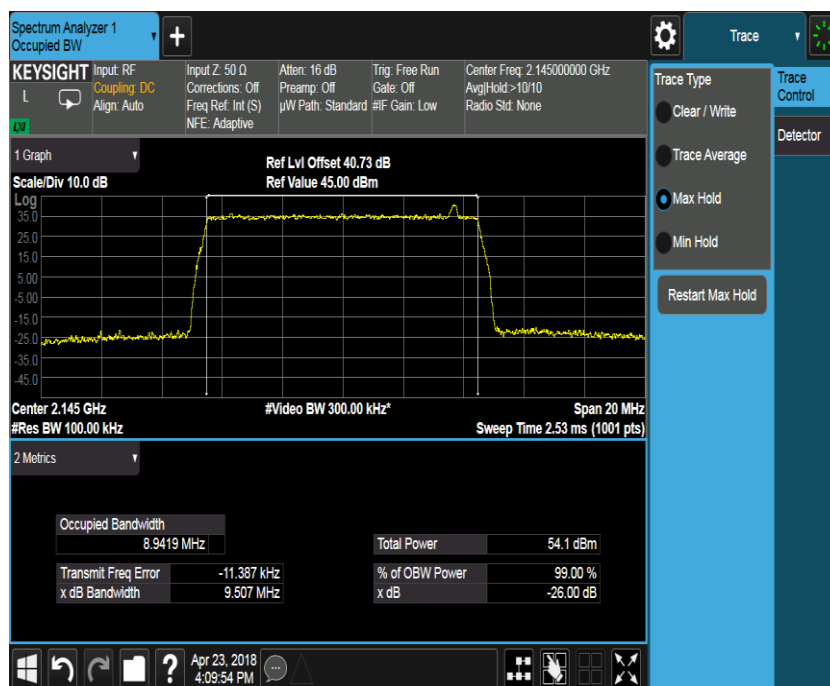 Spectrum Analyzer 1
Occupied BW
+
Trace
KEYSIGHT
L
LXI
Input: RF
Coupling: DC
Align: Auto
Input Z: 50 Ω
Corrections: Off
Freq Ref: Int (S)
NFE: Adaptive
Atten: 16 dB
Preamp: Off
µW Path: Standard
Trig: Free Run
Gate: Off
#IF Gain: Low
Center Freq: 2.145000000 GHz
Avg|Hold:>10/10
Radio Std: None
Trace Type
Clear / Write
Trace Average
Max Hold
Min Hold
Restart Max Hold
Trace
Control
Detector
1 Graph
Scale/Div 10.0 dB
Ref Lvl Offset 40.73 dB
Ref Value 45.00 dBm
Log
35.0
25.0
15.0
5.00
-5.00
-15.0
-25.0
-35.0
-45.0
Center 2.145 GHz
#Res BW 100.00 kHz
#Video BW 300.00 kHz*
Span 20 MHz
Sweep Time 2.53 ms (1001 pts)
2 Metrics
Occupied Bandwidth
8.9419 MHz
Total Power 54.1 dBm
Transmit Freq Error -11.387 kHz
% of OBW Power 99.00 %
x dB Bandwidth 9.507 MHz
x dB -26.00 dB
?
Apr 23, 2018
4:09:54 PM